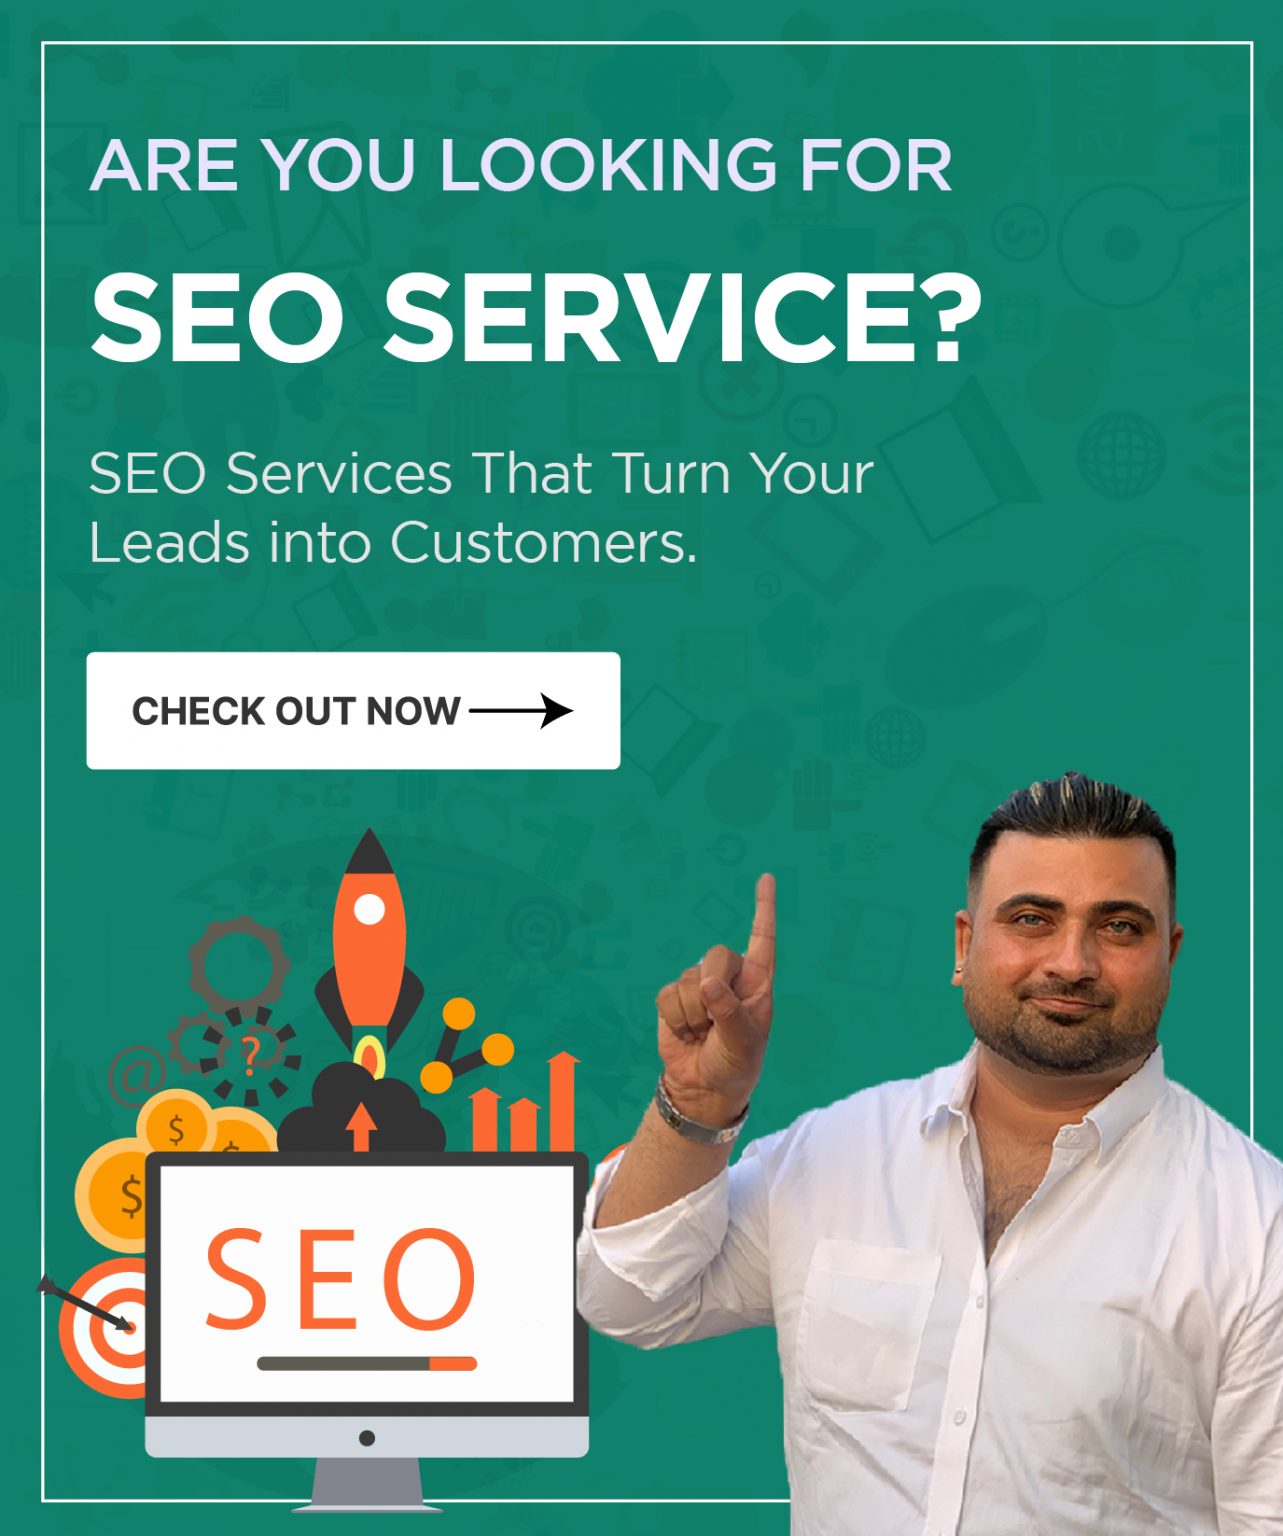 ARE YOU LOOKING FOR
SEO SERVICE?
SEO Services That Turn Your
Leads into Customers.
CHECK OUT NOW
?
@
$
$
$
SEO